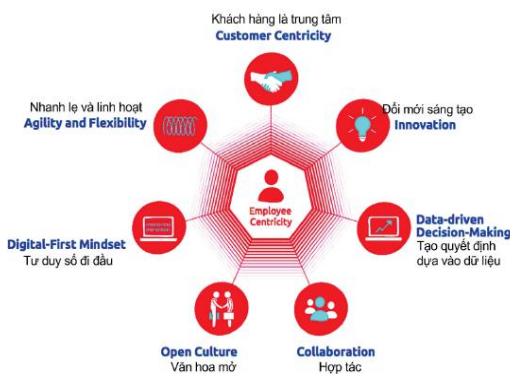 Khách hàng là trung tâm
Customer Centricity
Nhanh lẹ và linh hoạt
Agility and Flexibility
Đổi mới sáng tạo
Innovation
Employee
Centricity
Digital-First Mindset
Tư duy số đi đầu
Data-driven
Decision-Making
Tạo quyết định
dựa vào dữ liệu
Open Culture
Văn hoa mở
Collaboration
Hợp tác